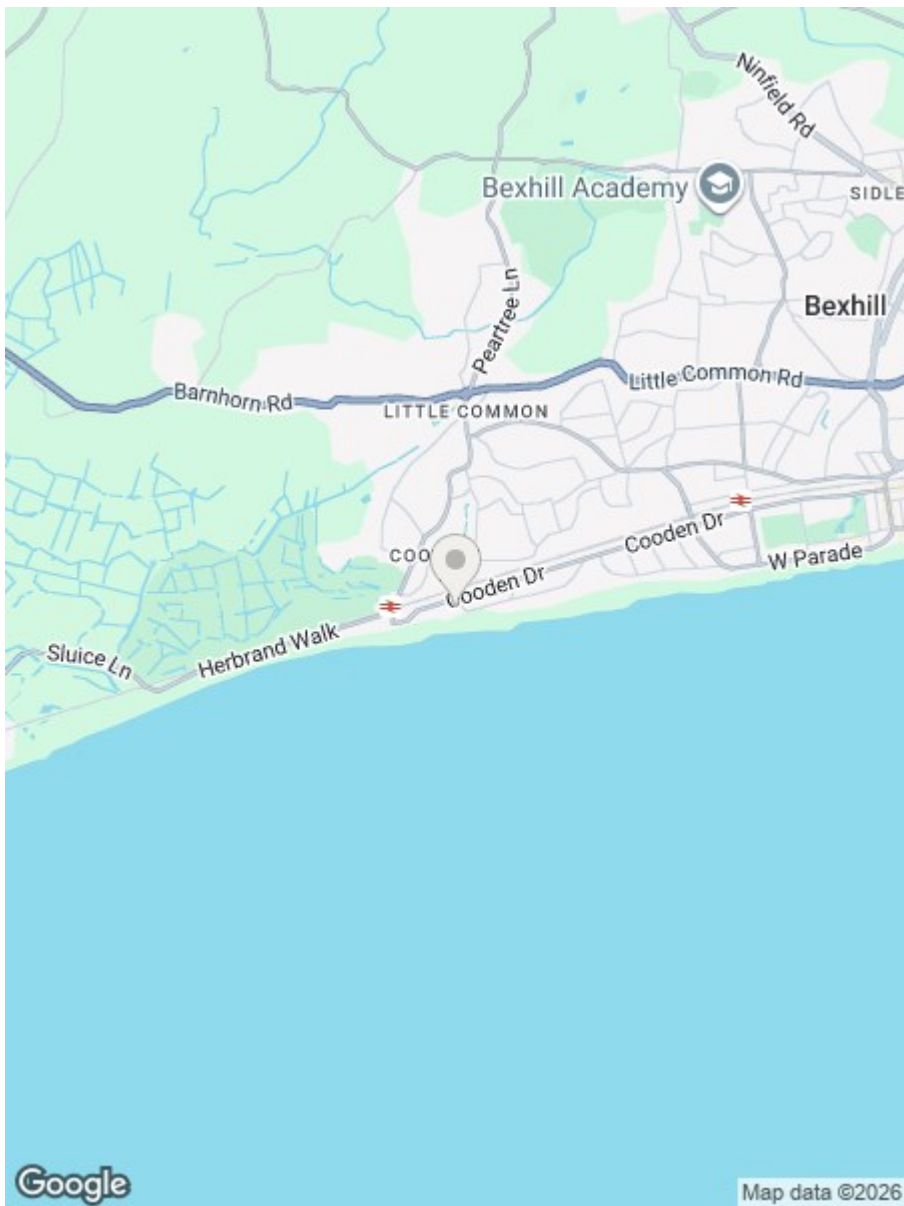 Ninfield Rd
Bexhill Academy
SIDLE
Peartree Ln
Bexhill
Little Common Rd
Barnhorn Rd
LITTLE COMMON
COO
Cooden Dr
Cooden Dr
W Parade
Herbrand Walk
Sluice Ln
Google
Map data ©2026